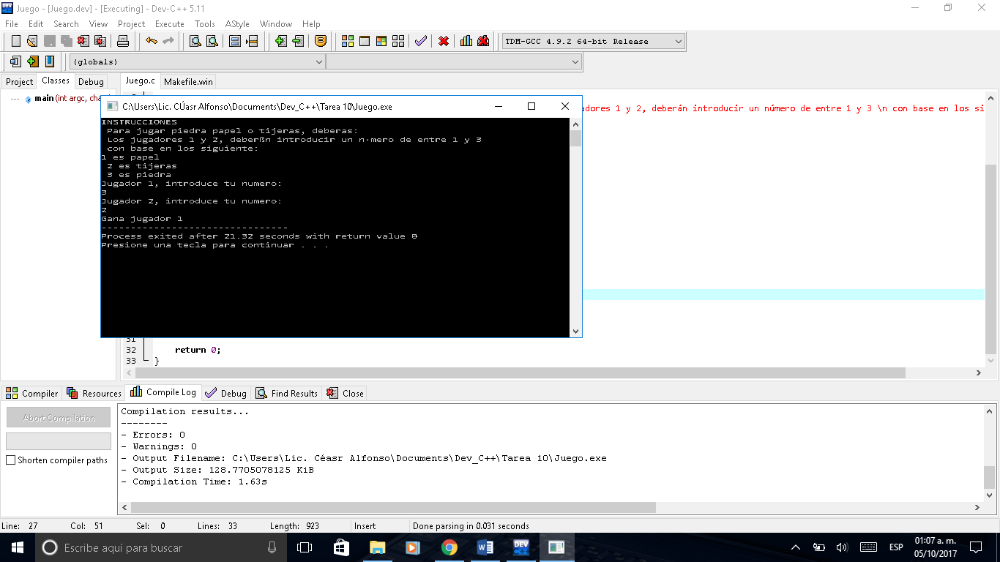 Juego - [Juego.dev] - [Executing] - Dev-C++ 5.11
File Edit Search View Project Execute Tools AStyle Window Help
TDM-GCC 4.9.2 64-bit Release
(globals)
Project Classes Debug Juego.c Makefile.win
main (int argc, cha
C:\Users\Lic. CÚasr Alfonso\Documents\Dev_C++\Tarea 10\Juego.exe
adores 1 y 2, deberán introducir un número de entre 1 y 3 \n con base en los si
INSTRUCCIONES
Para jugar piedra papel o tijeras, deberas:
Los jugadores 1 y 2, deberßn introducir un n·mero de entre 1 y 3
con base en los siguiente:
1 es papel
2 es tijeras
3 es piedra
Jugador 1, introduce tu numero:
3
Jugador 2, introduce tu numero:
2
Gana jugador 1
--------------------------------
Process exited after 21.32 seconds with return value 0
Presione una tecla para continuar . . .
31
32 return 0;
33 }
Compiler Resources Compile Log Debug Find Results Close
Abort Compilation
Shorten compiler paths
Compilation results...
--------
- Errors: 0
- Warnings: 0
- Output Filename: C:\Users\Lic. Céasr Alfonso\Documents\Dev_C++\Tarea 10\Juego.exe
- Output Size: 128.7705078125 KiB
- Compilation Time: 1.63s
Line: 27 Col: 51 Sel: 0 Lines: 33 Length: 923 Insert Done parsing in 0.031 seconds
Escribe aquí para buscar
DEV
ESP
01:07 a. m.
05/10/2017